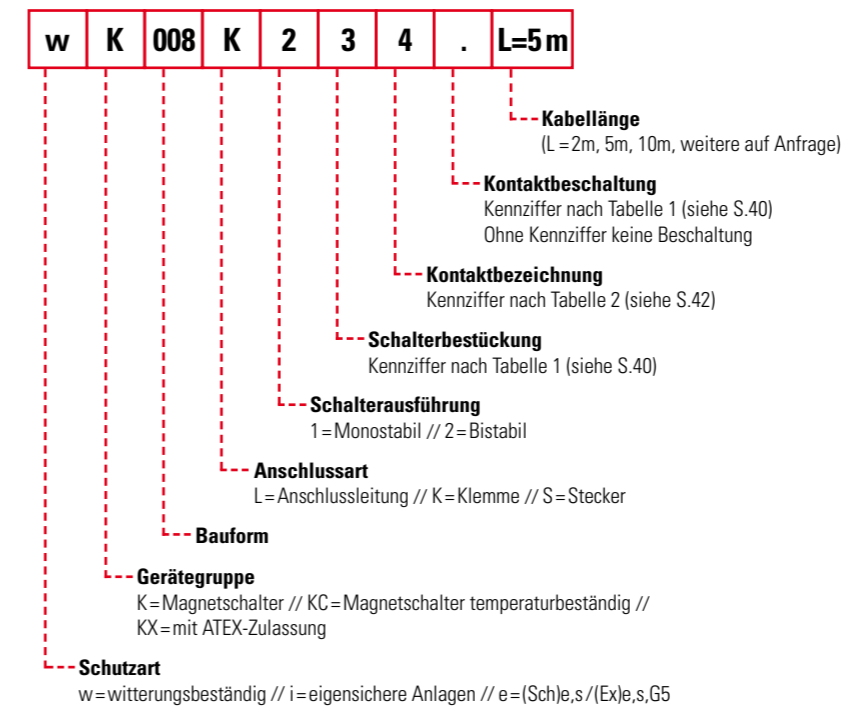 w K 008 K 2 3 4 . L=5 m
Kabellänge
(L = 2m, 5m, 10m, weitere auf Anfrage)
Kontaktbeschaltung
Kennziffer nach Tabelle 1 (siehe S.40)
Ohne Kennziffer keine Beschaltung
Kontaktbezeichnung
Kennziffer nach Tabelle 2 (siehe S.42)
Schalterbestückung
Kennziffer nach Tabelle 1 (siehe S.40)
Schalterausführung
1 = Monostabil // 2 = Bistabil
Anschlussart
L = Anschlussleitung // K = Klemme // S = Stecker
Bauform
Gerätegruppe
K = Magnetschalter // KC = Magnetschalter temperaturbeständig //
KX = mit ATEX-Zulassung
Schutzart
w = witterungsbeständig // i = eigensichere Anlagen // e = (Sch)e,s / (Ex)e,s,G5